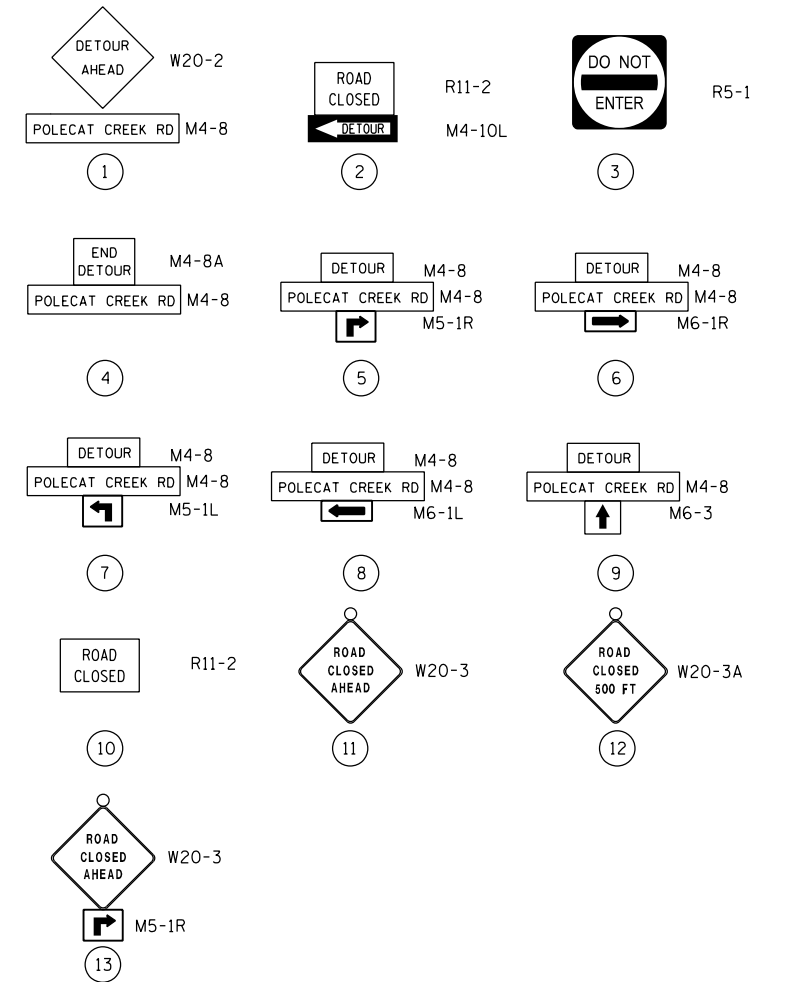 DETOUR
AHEAD
W20-2
POLECAT CREEK RD M4-8
1
ROAD
CLOSED
R11-2
DETOUR
M4-10L
2
DO NOT
ENTER
R5-1
3
END
DETOUR
M4-8A
POLECAT CREEK RD M4-8
4
DETOUR M4-8
POLECAT CREEK RD M4-8
M5-1R
5
DETOUR M4-8
POLECAT CREEK RD M4-8
M6-1R
6
DETOUR M4-8
POLECAT CREEK RD M4-8
M5-1L
7
DETOUR M4-8
POLECAT CREEK RD M4-8
M6-1L
8
DETOUR
POLECAT CREEK RD M4-8
M6-3
9
ROAD
CLOSED
R11-2
10
ROAD
CLOSED
AHEAD
W20-3
11
ROAD
CLOSED
500 FT
W20-3A
12
ROAD
CLOSED
AHEAD
W20-3
M5-1R
13